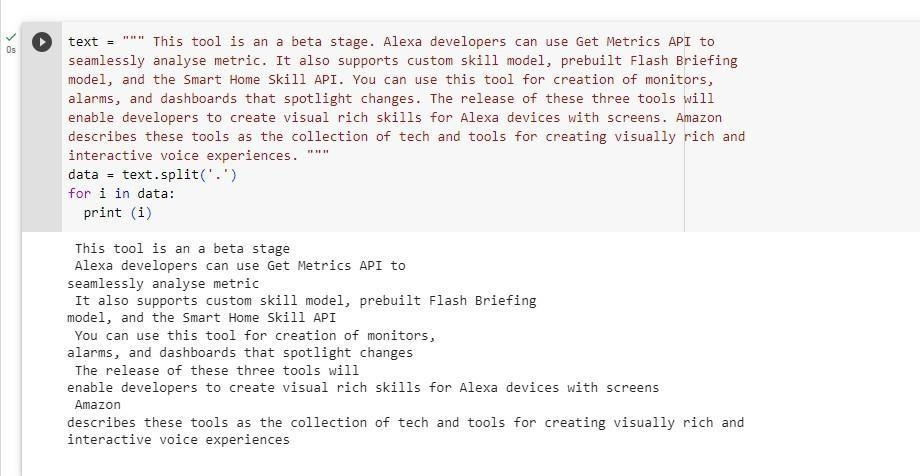 text = """ This tool is an a beta stage. Alexa developers can use Get Metrics API to
seamlessly analyse metric. It also supports custom skill model, prebuilt Flash Briefing
model, and the Smart Home Skill API. You can use this tool for creation of monitors,
alarms, and dashboards that spotlight changes. The release of these three tools will
enable developers to create visual rich skills for Alexa devices with screens. Amazon
describes these tools as the collection of tech and tools for creating visually rich and
interactive voice experiences. """
0s
data = text.split('.')
for i in data:
  print (i)
 This tool is an a beta stage
 Alexa developers can use Get Metrics API to
seamlessly analyse metric
 It also supports custom skill model, prebuilt Flash Briefing
model, and the Smart Home Skill API
 You can use this tool for creation of monitors,
alarms, and dashboards that spotlight changes
 The release of these three tools will
enable developers to create visual rich skills for Alexa devices with screens
 Amazon
describes these tools as the collection of tech and tools for creating visually rich and
interactive voice experiences